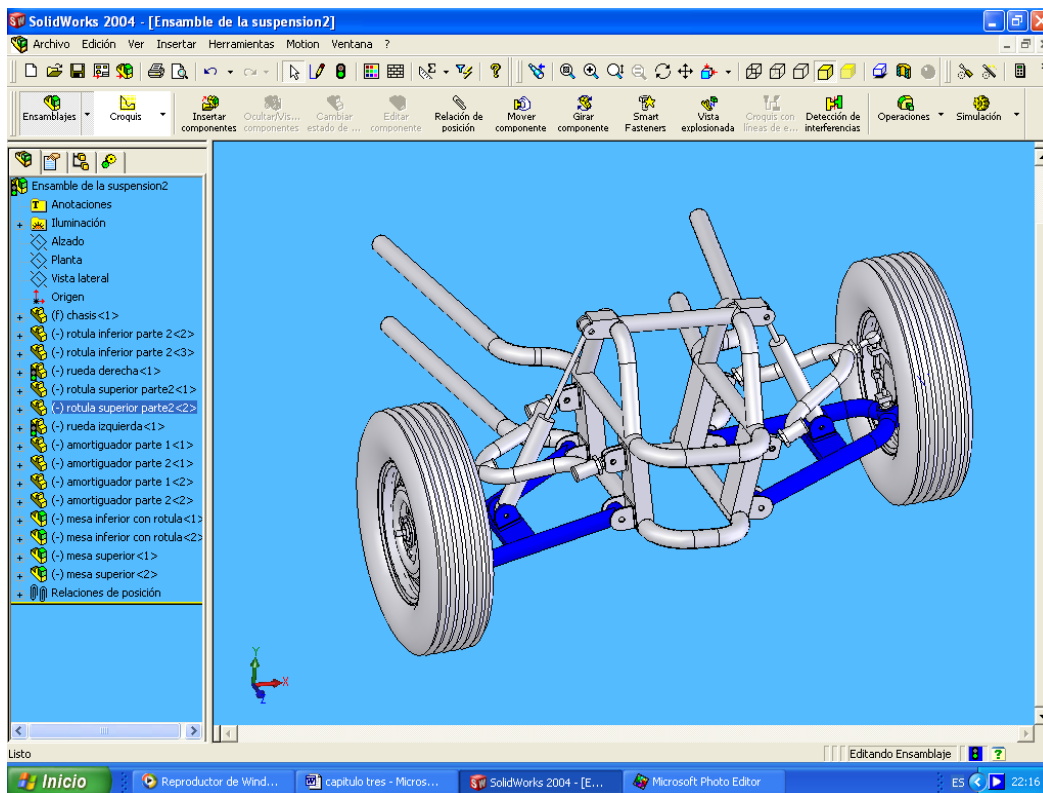 SolidWorks 2004 - [Ensamble de la suspension2]
Archivo Edición Ver Insertar Herramientas Motion Ventana ?
Ensamblajes
Croquis
Insertar componentes
Ocultar/Vis... componentes
Cambiar estado de ...
Editar componente
Relación de posición
Mover componente
Girar componente
Smart Fasteners
Vista explosionada
Croquis con líneas de e...
Detección de interferencias
Operaciones
Simulación
Ensamble de la suspension2
Anotaciones
Iluminación
Alzado
Planta
Vista lateral
Origen
(f) chasis<1>
(-) rotula inferior parte 2<2>
(-) rotula inferior parte 2<3>
(-) rueda derecha<1>
(-) rotula superior parte2<1>
(-) rotula superior parte2<2>
(-) rueda izquierda<1>
(-) amortiguador parte 1<1>
(-) amortiguador parte 2<1>
(-) amortiguador parte 1<2>
(-) amortiguador parte 2<2>
(-) mesa inferior con rotula<1>
(-) mesa inferior con rotula<2>
(-) mesa superior<1>
(-) mesa superior<2>
Relaciones de posición
Y
X
Z
Listo
Editando Ensamblaje
Inicio
Reproductor de Wind...
capitulo tres - Micros...
SolidWorks 2004 - [E...
Microsoft Photo Editor
ES
22:16